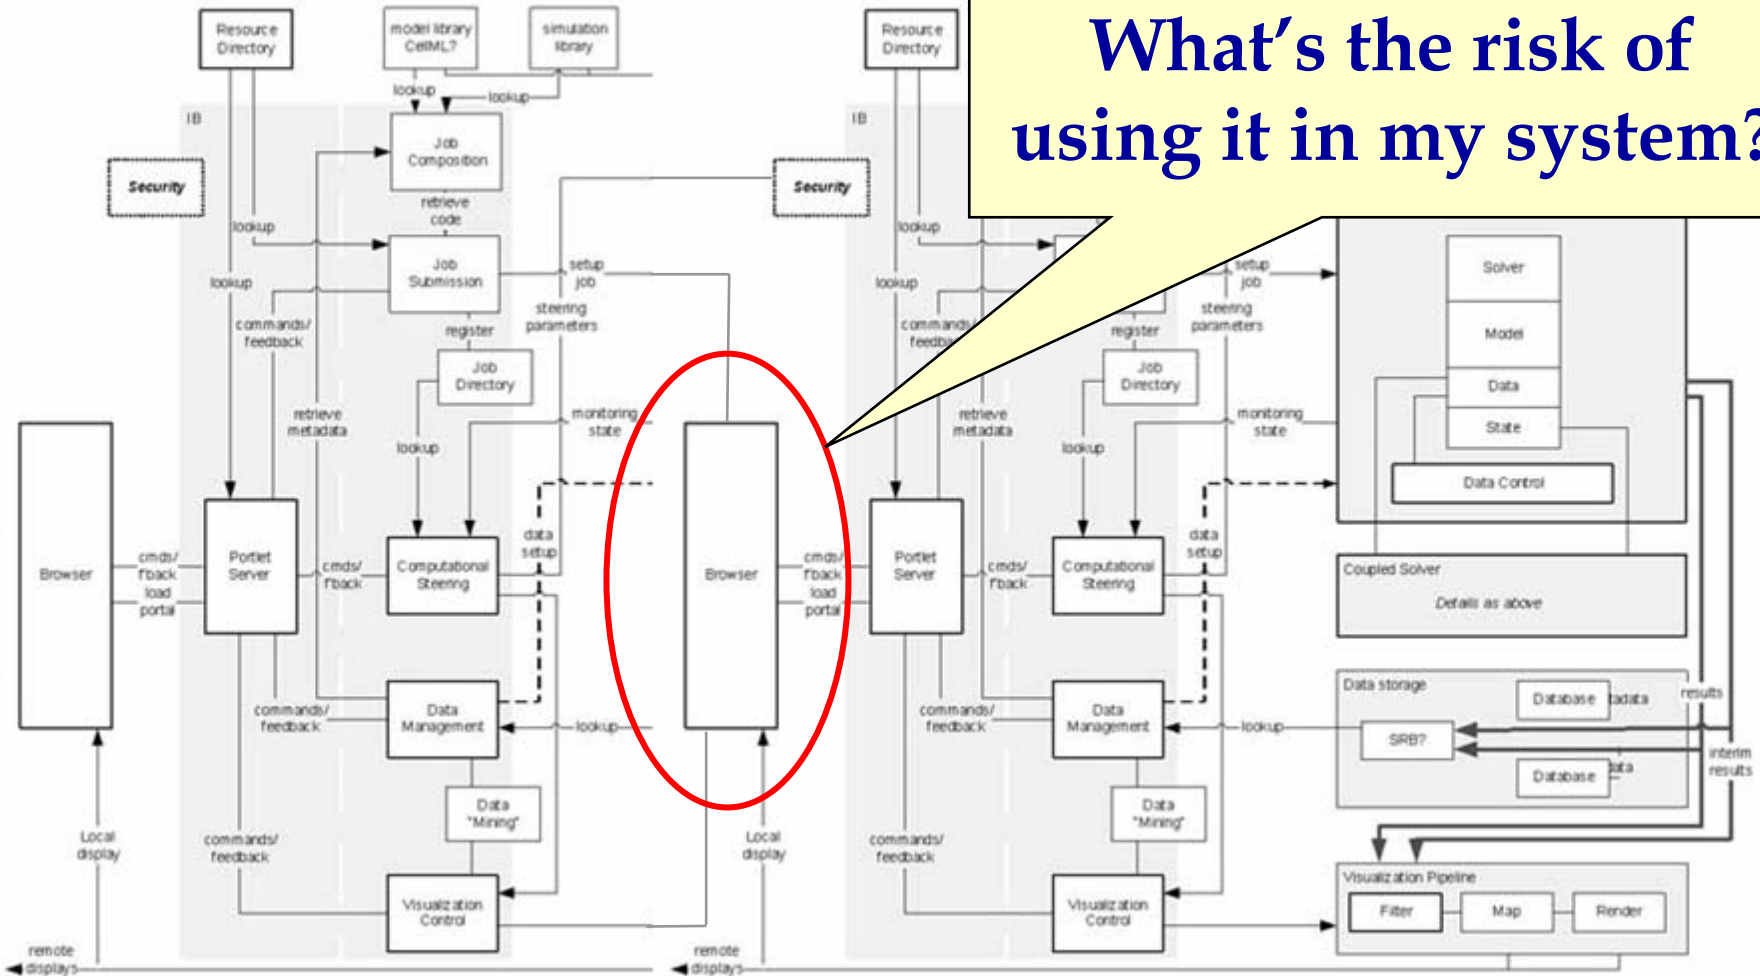 What's the risk of
using it in my system?
Resource
Directory
model library
CellML?
simulation
library
lookup
lookup
IB
Job
Composition
Security
retrieve
code
lookup
Job
Submission
setup
job
lookup
steering
parameters
commands/
feedback
register
Job
Directory
retrieve
metadata
monitoring
state
lookup
Browser
cmds/
f'back
load
portal
Portlet
Server
cmds/
f'back
Computational
Steering
data
setup
commands/
feedback
Data
Management
lookup
Data
"Mining"
Local
display
commands/
feedback
Visualization
Control
remote
displays
Resource
Directory
IB
Security
lookup
setup
job
lookup
steering
parameters
commands/
register
Job
Directory
retrieve
metadata
monitoring
state
lookup
Browser
cmds/
f'back
load
portal
Portlet
Server
cmds/
f'back
Computational
Steering
data
setup
commands/
feedback
Data
Management
lookup
Data
"Mining"
Local
display
commands/
feedback
Visualization
Control
remote
displays
Solver
Model
Data
State
Data Control
Coupled Solver
Details as above
Data storage
Database
results
SRB?
Database
interim
results
Visualization Pipeline
Filter
Map
Render